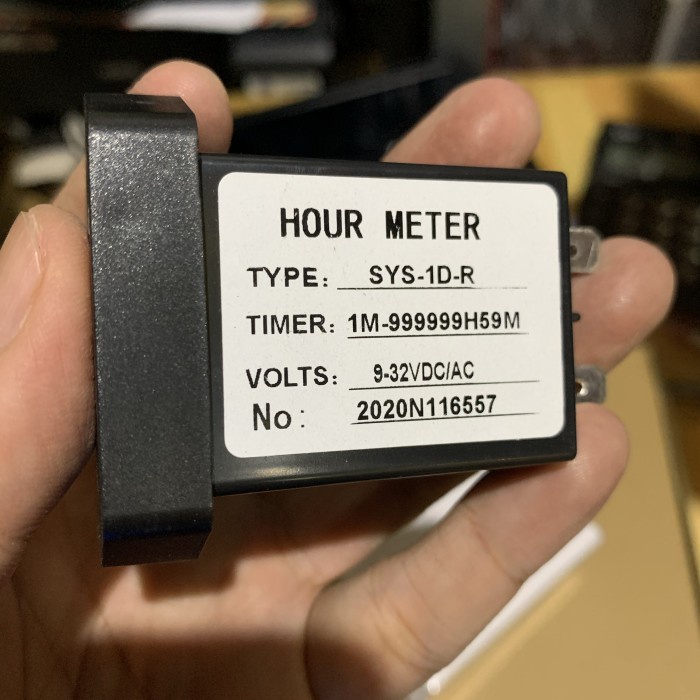 HOUR METER
TYPE: SYS-1D-R
TIMER: 1M-999999H59M
VOLTS: 9-32VDC/AC
No: 2020N116557